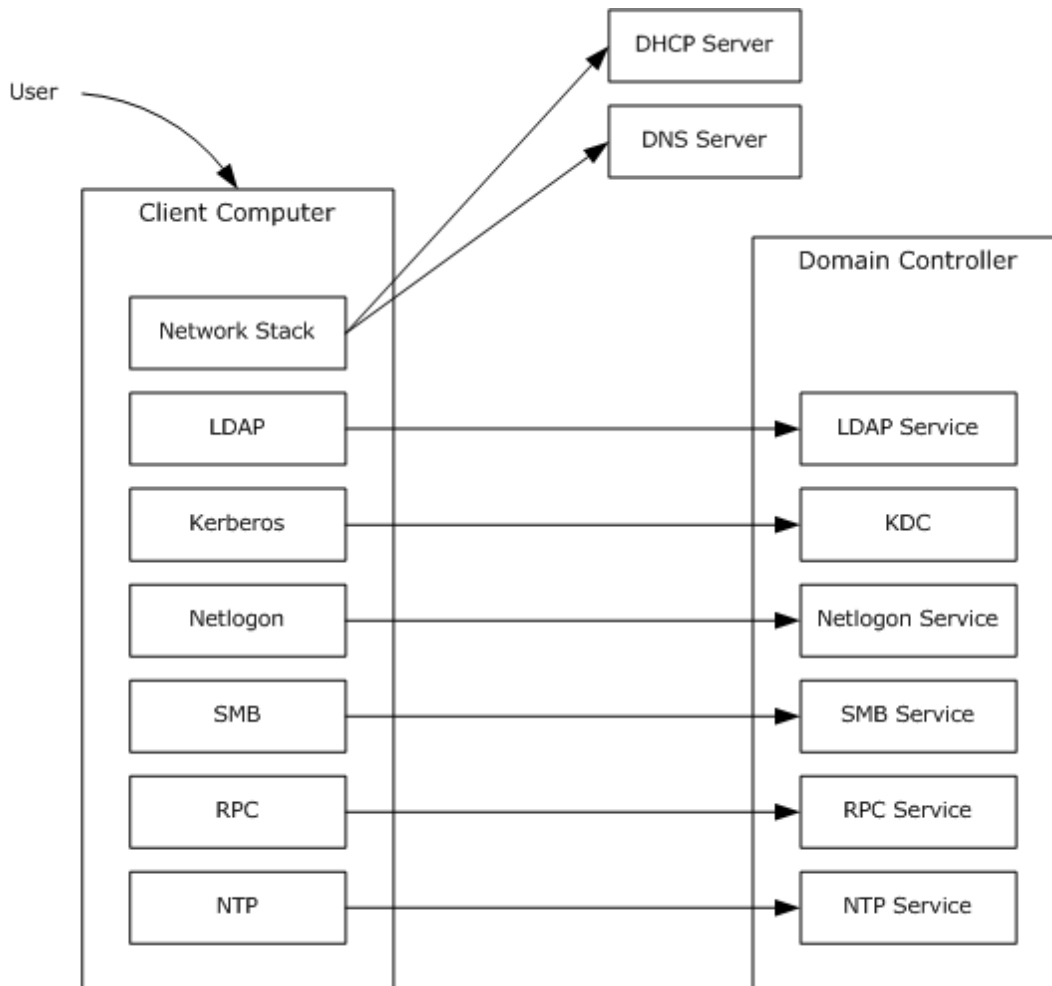 DHCP Server
User
DNS Server
Client Computer
Domain Controller
Network Stack
LDAP
LDAP Service
Kerberos
KDC
Netlogon
Netlogon Service
SMB
SMB Service
RPC
RPC Service
NTP
NTP Service